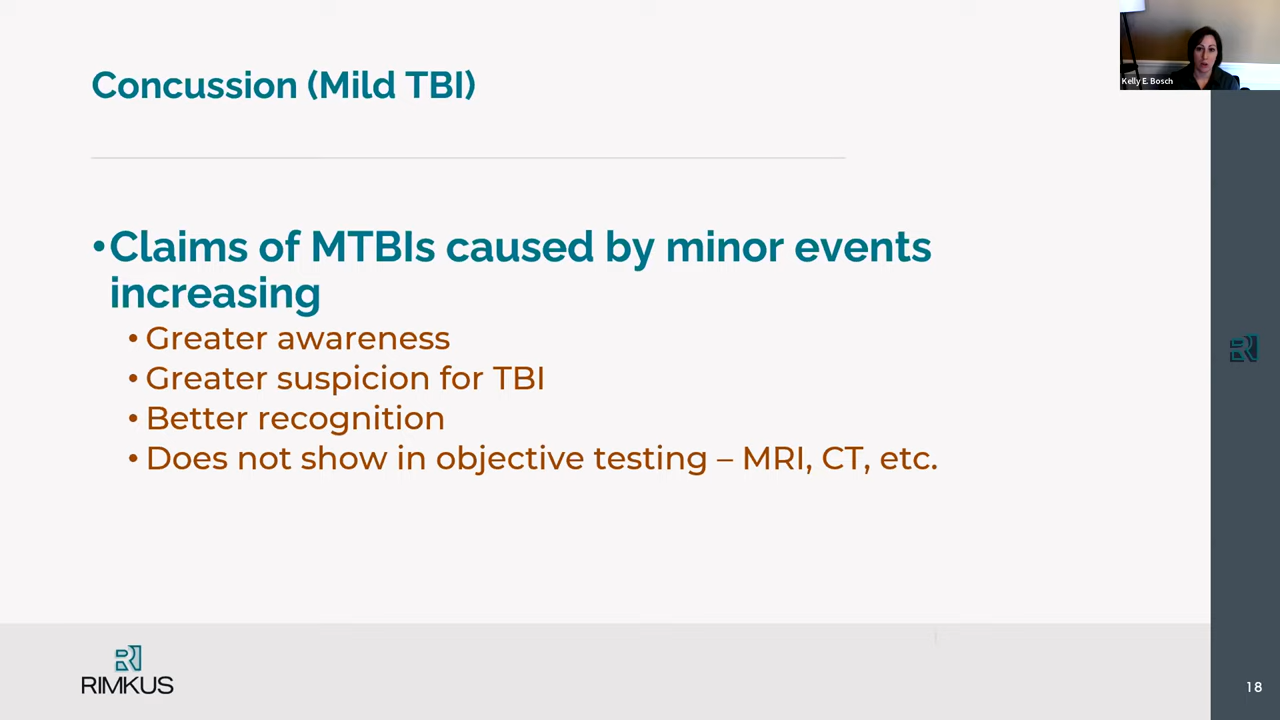 Concussion (Mild TBI)
Kelly E. Bosch
•Claims of MTBIs caused by minor events
increasing
• Greater awareness
• Greater suspicion for TBI
• Better recognition
• Does not show in objective testing – MRI, CT, etc.
R
RIMKUS
18